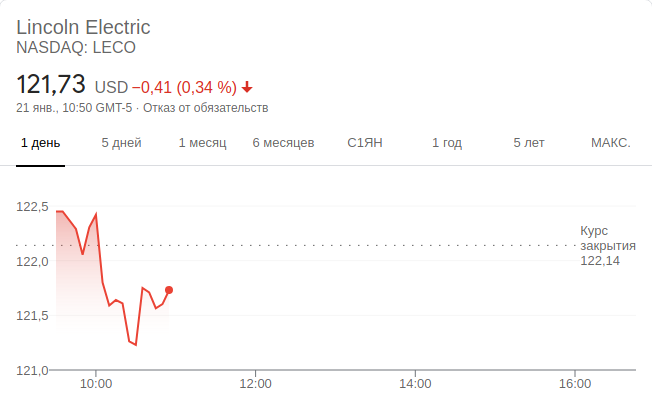 Lincoln Electric
NASDAQ: LECO
121,73 USD −0,41 (0,34 %)
21 янв., 10:50 GMT-5 · Отказ от обязательств
1 день 5 дней 1 месяц 6 месяцев С1ЯН 1 год 5 лет МАКС.
122,5
Курс
закрытия
122,14
122,0
121,5
121,0
10:00 12:00 14:00 16:00